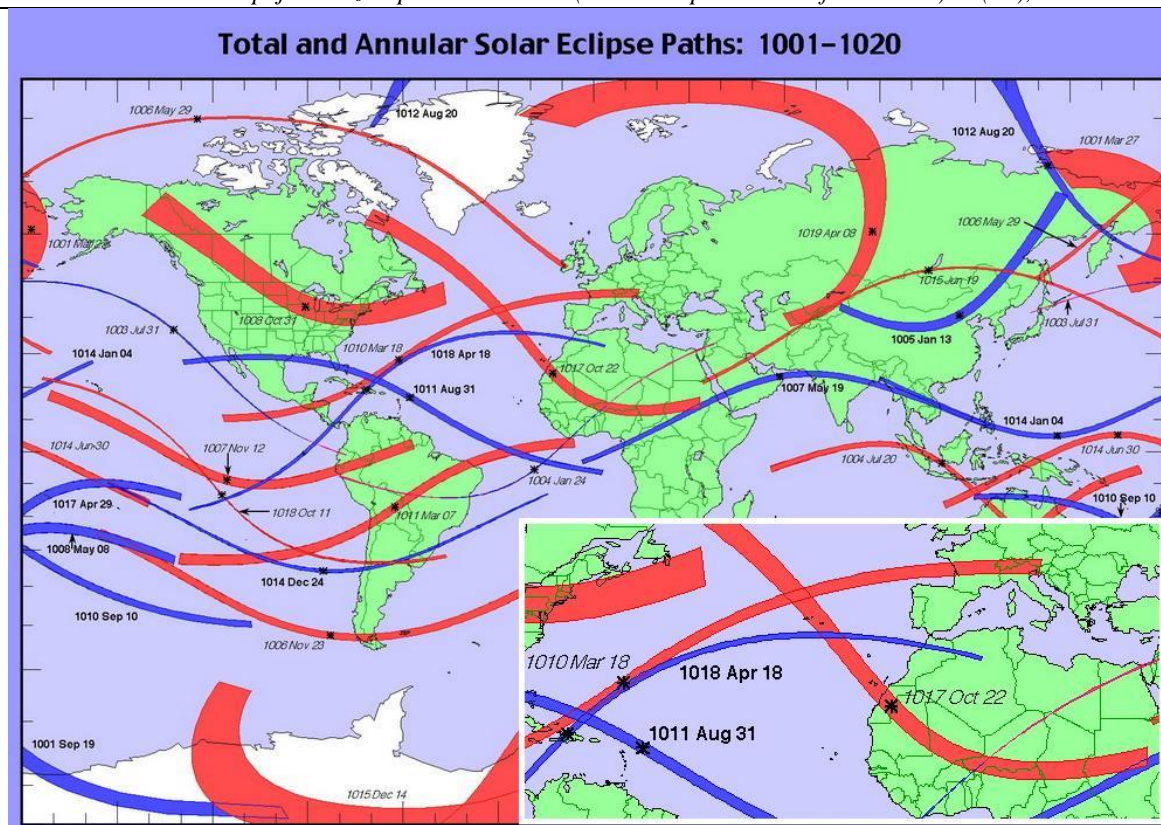 Total and Annular Solar Eclipse Paths: 1001–1020
1006 May 29
1012 Aug 20
1012 Aug 20
1001 Mar 27
1006 May 29
1019 Apr 08
1015 Jun 19
1008 Oct 31
1003 Jul 31
1003 Jul 31
1005 Jan 13
1010 Mar 18
1018 Apr 18
1014 Jan 04
1017 Oct 22
1011 Aug 31
1007 May 19
1014 Jan 04
1007 Nov 12
1014 Jun 30
1014 Jun 30
1004 Jul 20
1004 Jan 24
1017 Apr 29
1018 Oct 11
1011 Mar 07
1010 Sep 10
1008 May 08
1014 Dec 24
1010 Sep 10
1006 Nov 23
1001 Sep 19
1015 Dec 14
1010 Mar 18
1018 Apr 18
1017 Oct 22
1011 Aug 31